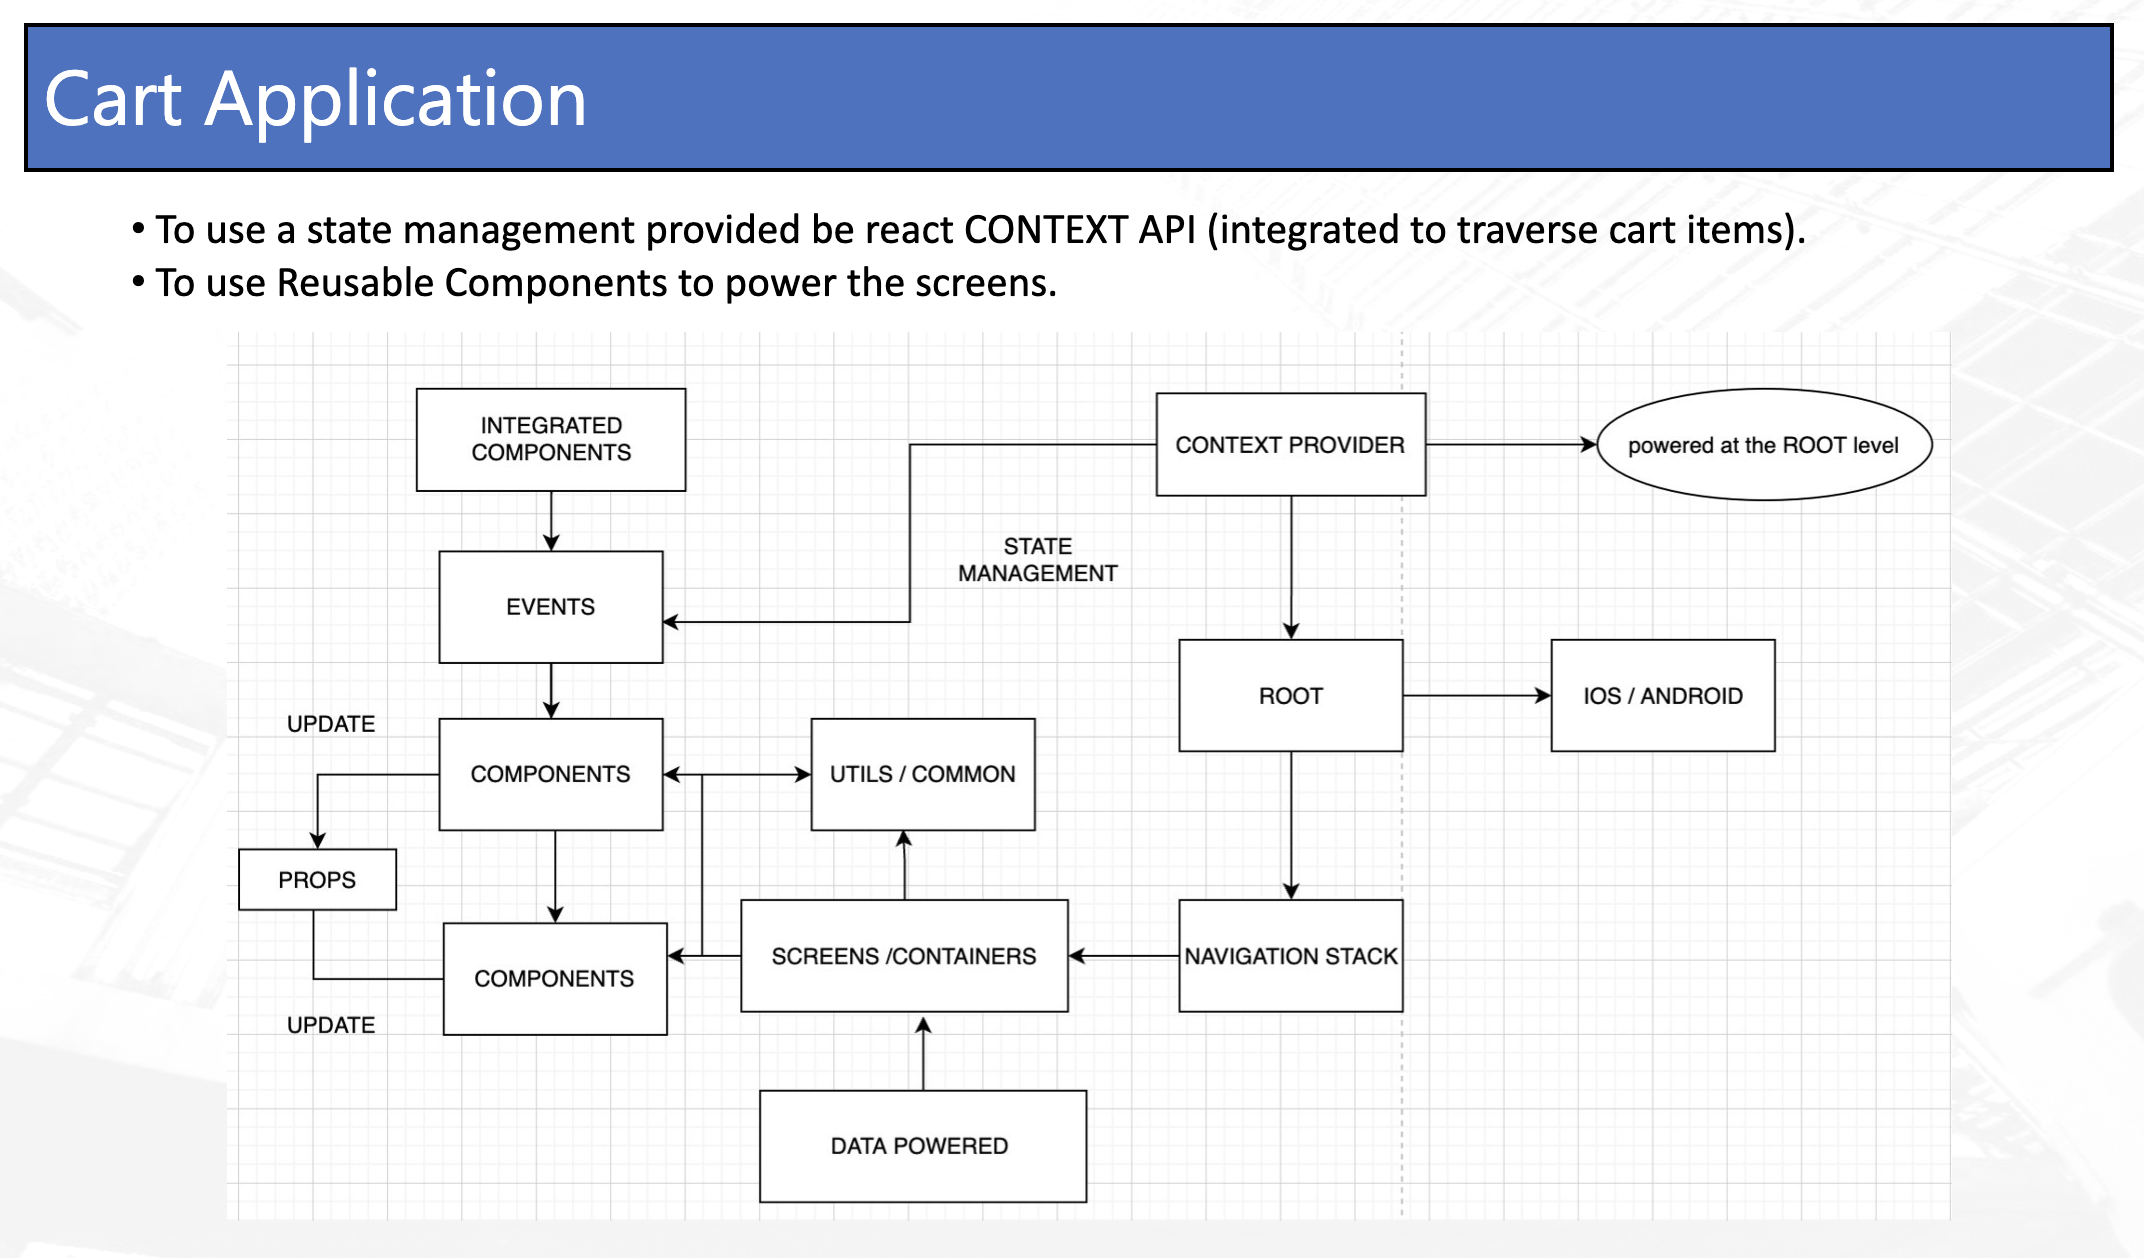 Cart Application
• To use a state management provided be react CONTEXT API (integrated to traverse cart items).
• To use Reusable Components to power the screens.
INTEGRATED
COMPONENTS
CONTEXT PROVIDER
powered at the ROOT level
STATE
MANAGEMENT
EVENTS
ROOT
IOS / ANDROID
UPDATE
COMPONENTS
UTILS / COMMON
PROPS
COMPONENTS
SCREENS /CONTAINERS
NAVIGATION STACK
UPDATE
DATA POWERED